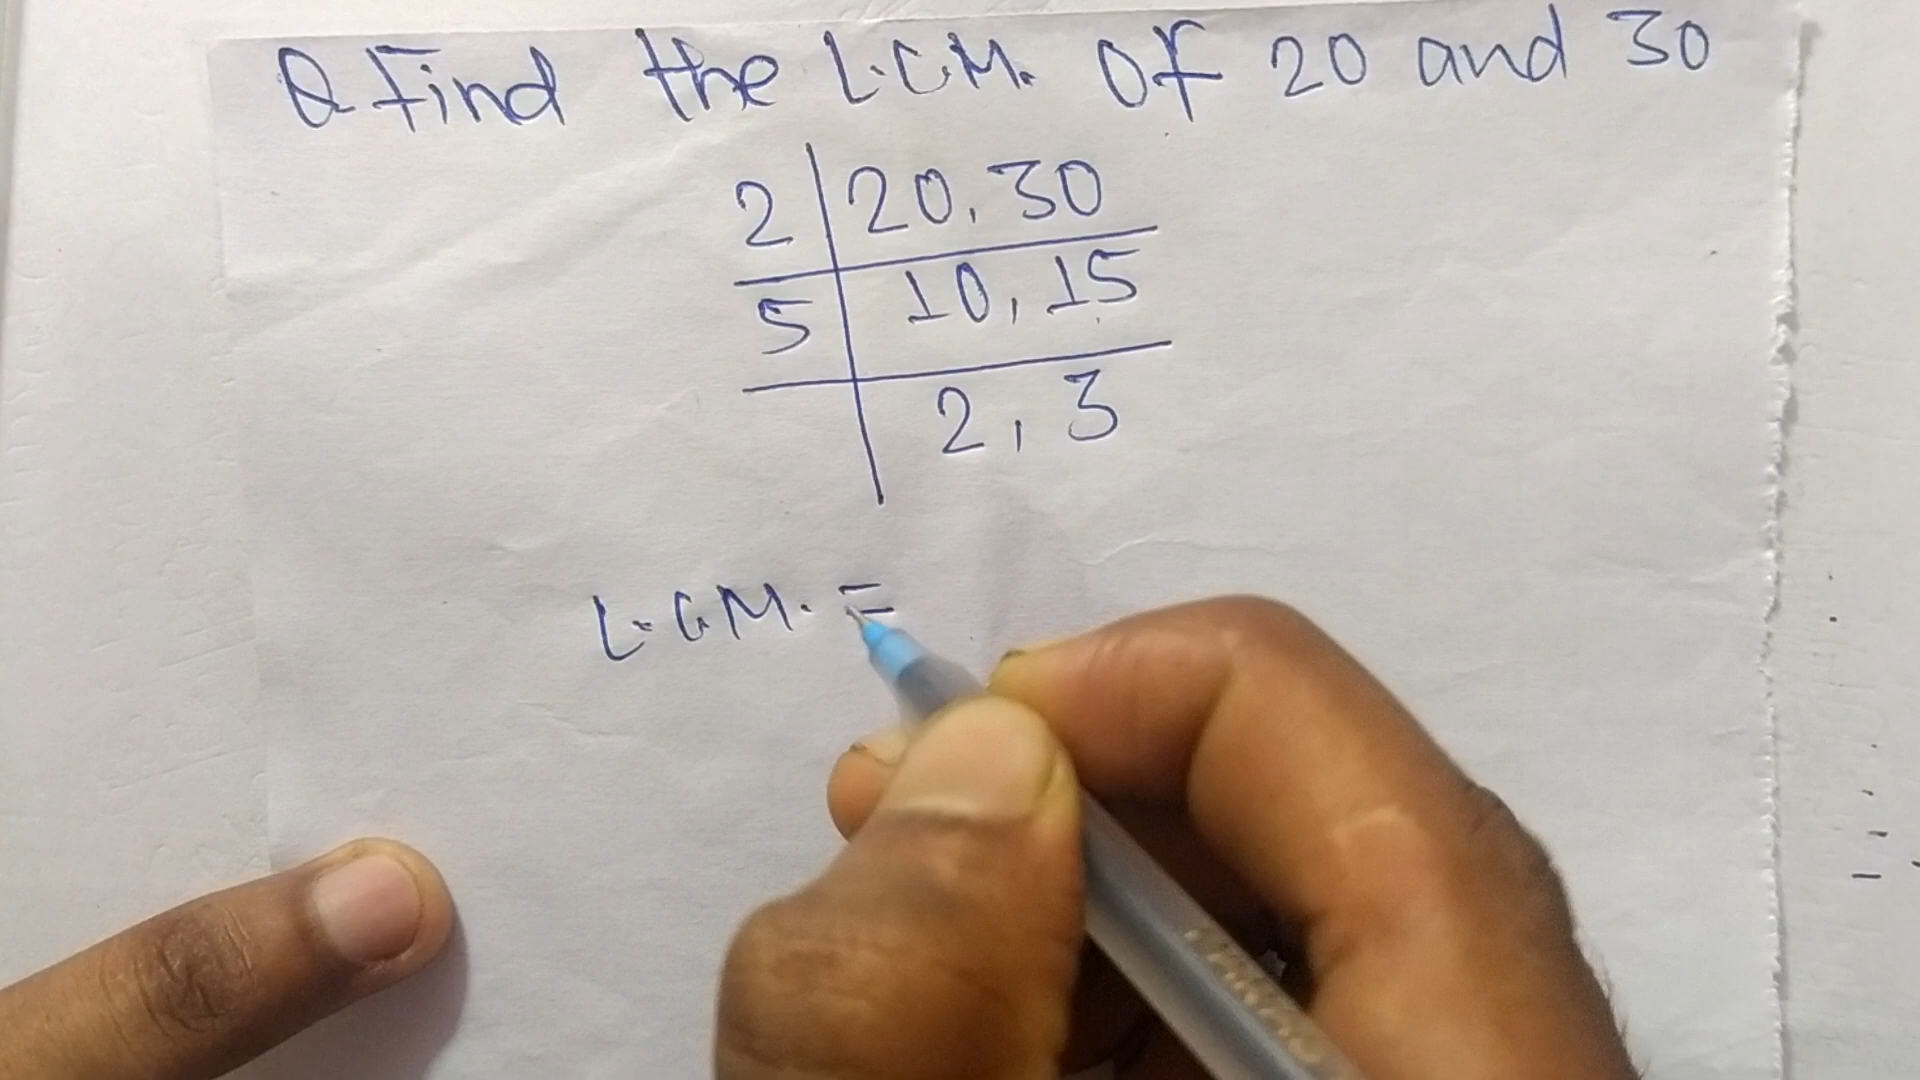 Q Find the L.C.M. Of 20 and 30
2 | 20, 30
5 | 10, 15
2, 3
L.C.M. =